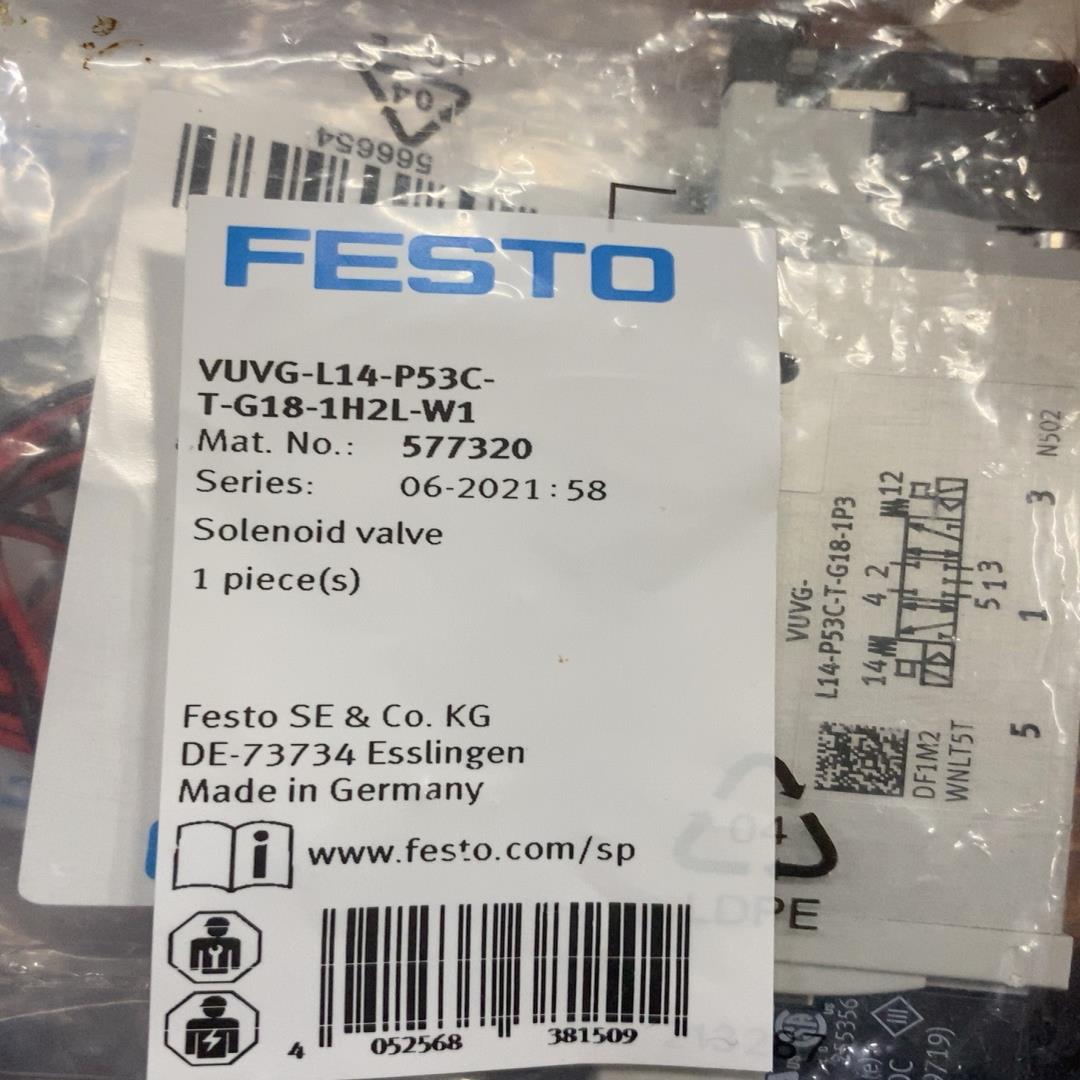 04
566654
FESTO
VUVG-L14-P53C-
T-G18-1H2L-W1
Mat. No.: 577320
Series: 06-2021:58
Solenoid valve
1 piece(s)
Festo SE & Co. KG
DE-73734 Esslingen
Made in Germany
www.festo.com/sp
4 052568 381509
VUVG-
L14-P53C-T-G18-1P3
14 4 2 12
5 1 3
DF1M2
WNLT5T
5 1 3
N502
04
LDPE